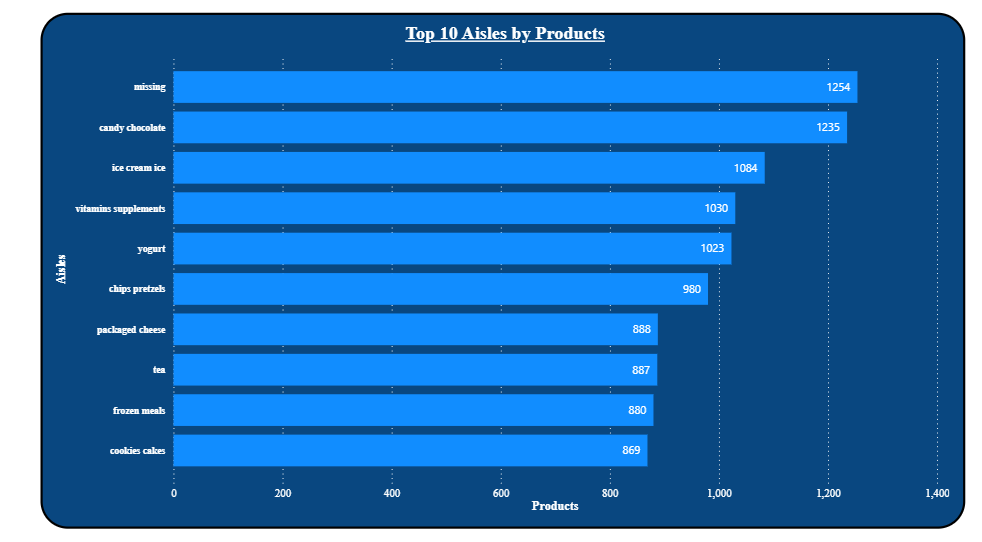 Top 10 Aisles by Products
missing 1254
candy chocolate 1235
ice cream ice 1084
vitamins supplements 1030
yogurt 1023
Aisles
chips pretzels 980
packaged cheese 888
tea 887
frozen meals 880
cookies cakes 869
0 200 400 600 800 1,000 1,200 1,400
Products